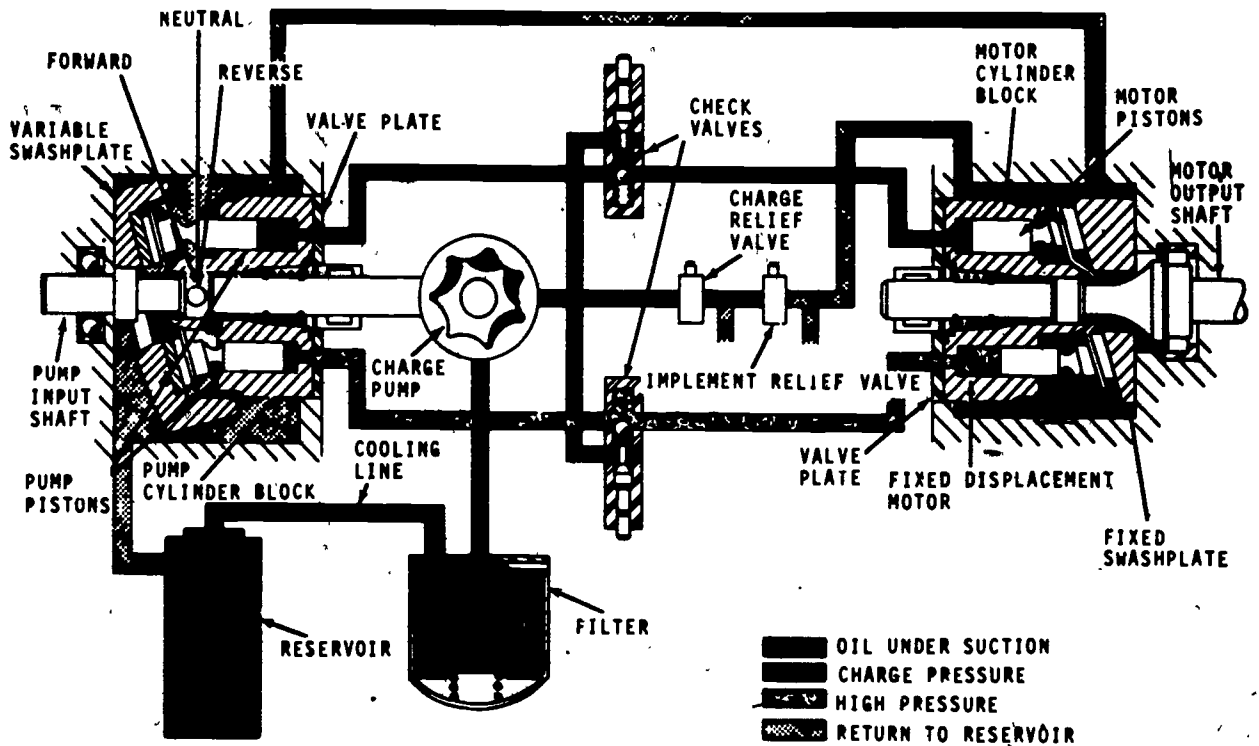 NEUTRAL
FORWARD
REVERSE
VARIABLE
SWASHPLATE
VALVE PLATE
CHECK
VALVES
MOTOR
CYLINDER
BLOCK
MOTOR
PISTONS
MOTOR
OUTPUT
SHAFT
CHARGE
RELIEF
VALVE
PUMP
INPUT
SHAFT
CHARGE
PUMP
IMPLEMENT RELIEF VALVE
PUMP
PISTONS
PUMP
CYLINDER BLOCK
COOLING
LINE
VALVE
PLATE
FIXED DISPLACEMENT
MOTOR
FIXED
SWASHPLATE
RESERVOIR
FILTER
OIL UNDER SUCTION
CHARGE PRESSURE
HIGH PRESSURE
RETURN TO RESERVOIR